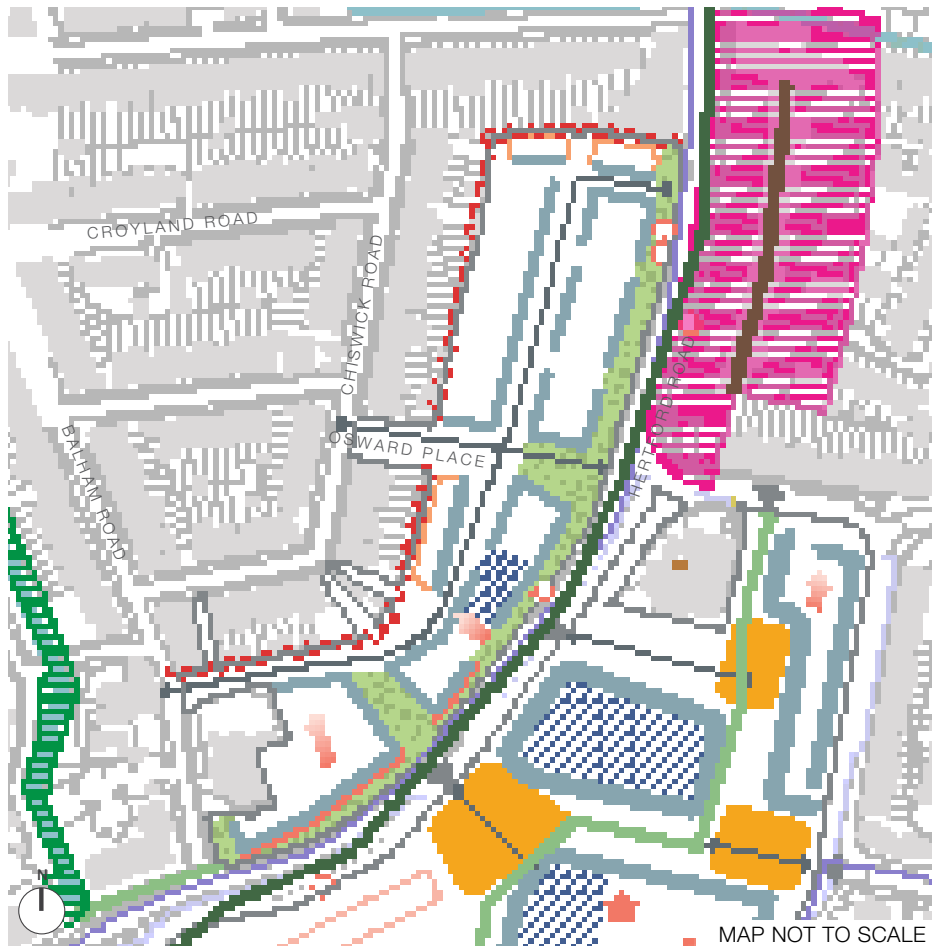 CROYLAND ROAD
CHISWICK ROAD
HERTFORD ROAD
OSWARD PLACE
BALHAM ROAD
N
MAP NOT TO SCALE